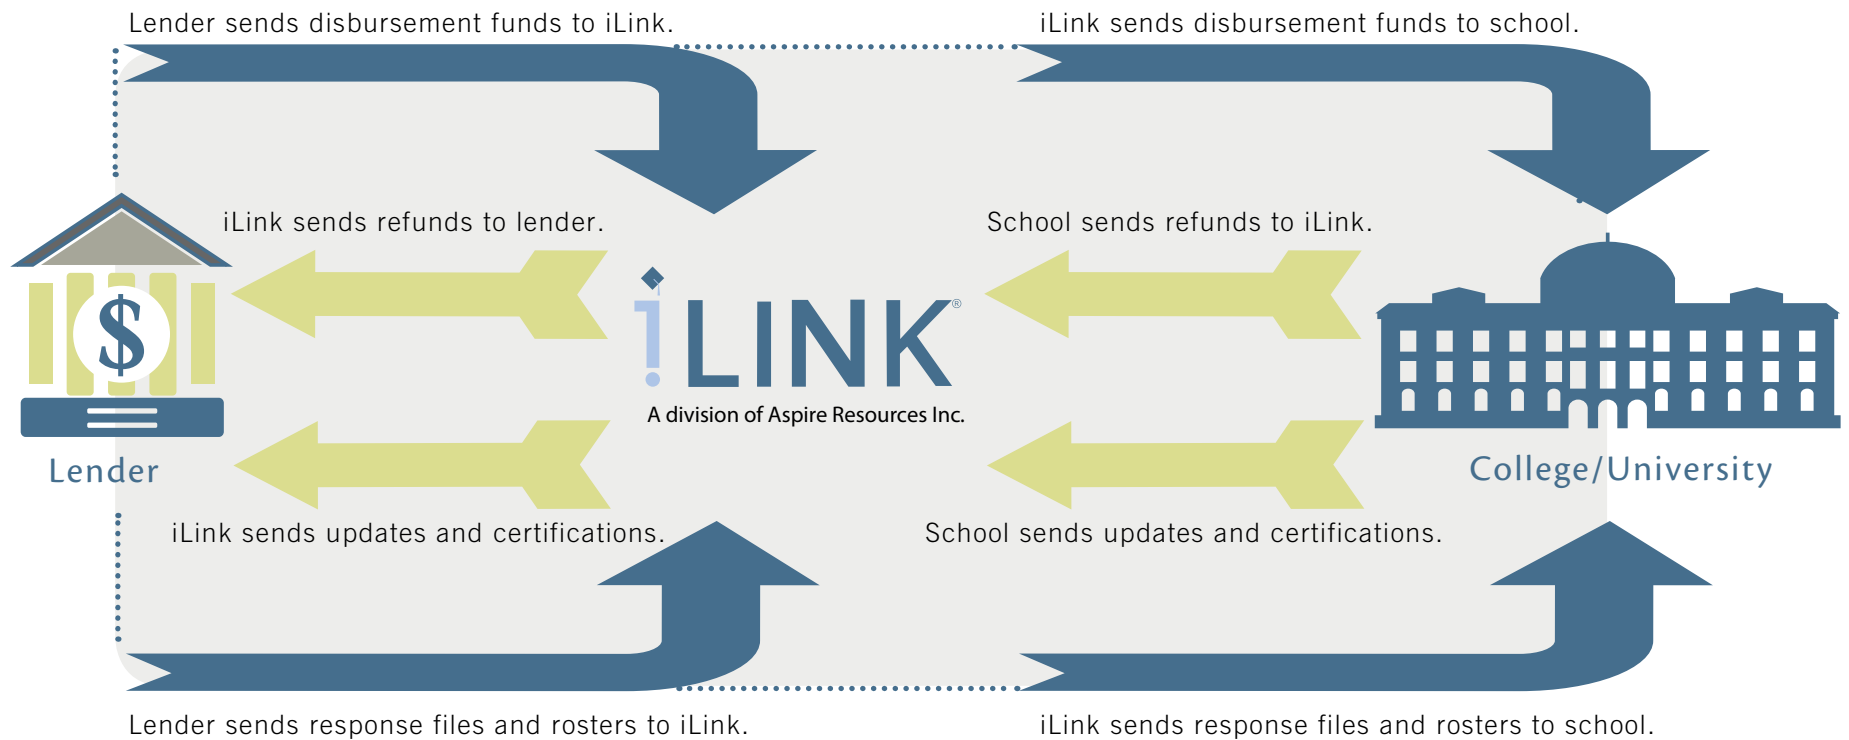 Lender sends disbursement funds to iLink.
iLink sends disbursement funds to school.
iLink sends refunds to lender.
School sends refunds to iLink.
$
iLINK®
A division of Aspire Resources Inc.
Lender
College/University
iLink sends updates and certifications.
School sends updates and certifications.
Lender sends response files and rosters to iLink.
iLink sends response files and rosters to school.